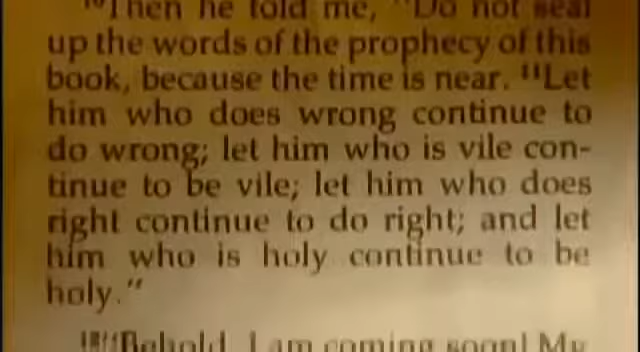 ¹⁰Then he told me, "Do not seal
up the words of the prophecy of this
book, because the time is near. ¹¹Let
him who does wrong continue to
do wrong; let him who is vile con-
tinue to be vile; let him who does
right continue to do right; and let
him who is holy continue to be
holy."
"Behold, I am coming soon! My